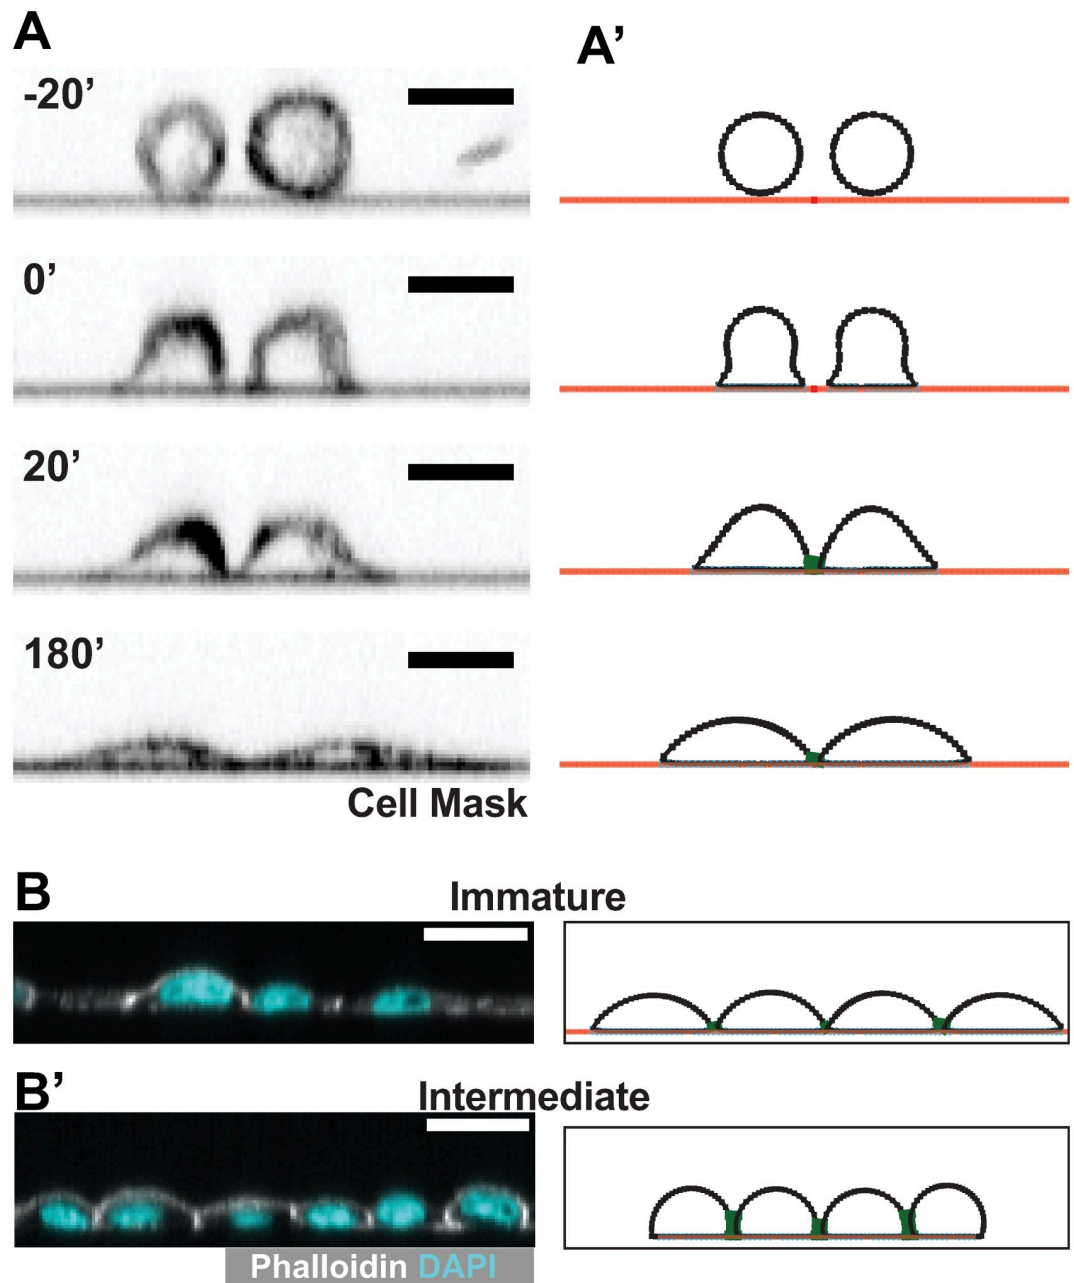 A
A’
-20’
0’
20’
180’
Cell Mask
B
Immature
B’
Intermediate
Phalloidin DAPI